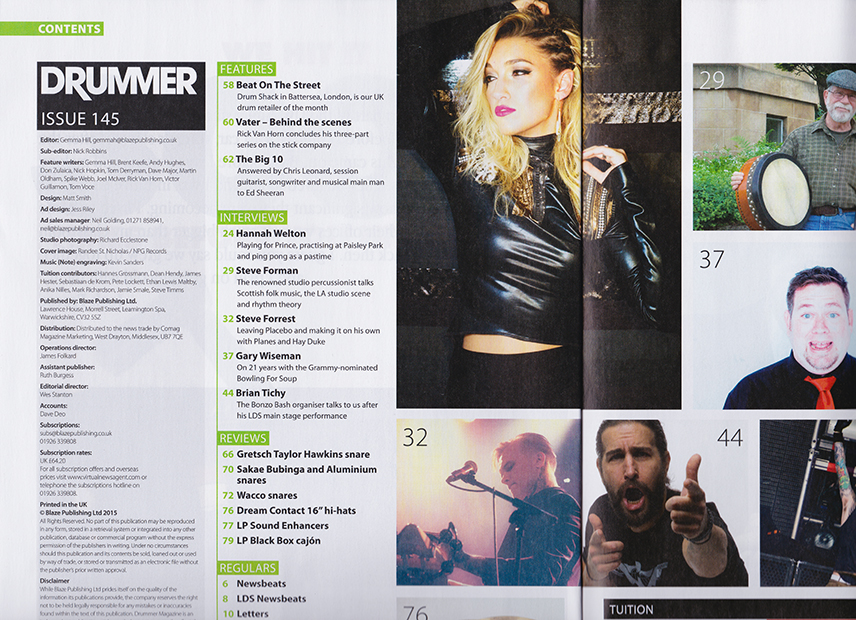 CONTENTS
DRUMMER
ISSUE 145
Editor: Gemma Hill, gemmah@blazepublishing.co.uk
Sub-editor: Nick Robbins
Feature writers: Gemma Hill, Brent Keefe, Andy Hughes,
Don Zulaica, Nick Hopkin, Tom Derryman, Dave Major, Martin
Oldham, Spike Webb, Joel McIver, Rick Van Horn, Victor
Guillamon, Tom Voce
Design: Matt Smith
Ad design: Jess Riley
Ad sales manager: Neil Golding, 01271 858941,
neil@blazepublishing.co.uk
Studio photography: Richard Ecclestone
Cover image: Randee St. Nicholas / NPG Records
Music (Note) engraving: Kevin Sanders
Tuition contributors: Hannes Grossmann, Dean Hendy, James
Hester, Sebastiaan de Krom, Pete Lockett, Ethan Lewis Maltby,
Anika Nilles, Mark Richardson, Jamie Smale, Steve Timms
Published by: Blaze Publishing Ltd.
Lawrence House, Morrell Street, Leamington Spa,
Warwickshire, CV32 5SZ
Distribution: Distributed to the news trade by Comag
Magazine Marketing, West Drayton, Middlesex, UB7 7QE
Operations director:
James Folkard
Assistant publisher:
Ruth Burgess
Editorial director:
Wes Stanton
Accounts:
Dave Deo
Subscriptions:
subs@blazepublishing.co.uk
01926 339808
Subscription rates:
UK £64.20
For all subscription offers and overseas
prices visit www.virtualnewsagent.com or
telephone the subscriptions hotline on
01926 339808.
Printed in the UK
© Blaze Publishing Ltd 2015
All Rights Reserved. No part of this publication may be reproduced
in any form, stored in a retrieval system or integrated into any other
publication, database or commercial program without the express
permission of the publishers in writing. Under no circumstances
should this publication and its contents be sold, loaned out or used
by way of trade, or stored or transmitted as an electronic file without
the publisher's prior written approval.
Disclaimer
While Blaze Publishing Ltd prides itself on the quality of the
information its publications provide, the company reserves the right
not to be held legally responsible for any mistakes or inaccuracies
found within the text of this publication. Drummer Magazine is an
FEATURES
58 Beat On The Street
Drum Shack in Battersea, London, is our UK
drum retailer of the month
60 Vater – Behind the scenes
Rick Van Horn concludes his three-part
series on the stick company
62 The Big 10
Answered by Chris Leonard, session
guitarist, songwriter and musical main man
to Ed Sheeran
INTERVIEWS
24 Hannah Welton
Playing for Prince, practising at Paisley Park
and ping pong as a pastime
29 Steve Forman
The renowned studio percussionist talks
Scottish folk music, the LA studio scene
and rhythm theory
32 Steve Forrest
Leaving Placebo and making it on his own
with Planes and Hay Duke
37 Gary Wiseman
On 21 years with the Grammy-nominated
Bowling For Soup
44 Brian Tichy
The Bonzo Bash organiser talks to us after
his LDS main stage performance
REVIEWS
66 Gretsch Taylor Hawkins snare
70 Sakae Bubinga and Aluminium
snares
72 Wacco snares
76 Dream Contact 16" hi-hats
77 LP Sound Enhancers
79 LP Black Box cajón
REGULARS
6 Newsbeats
8 LDS Newsbeats
10 Letters
29
37
32
44
76
TUITION